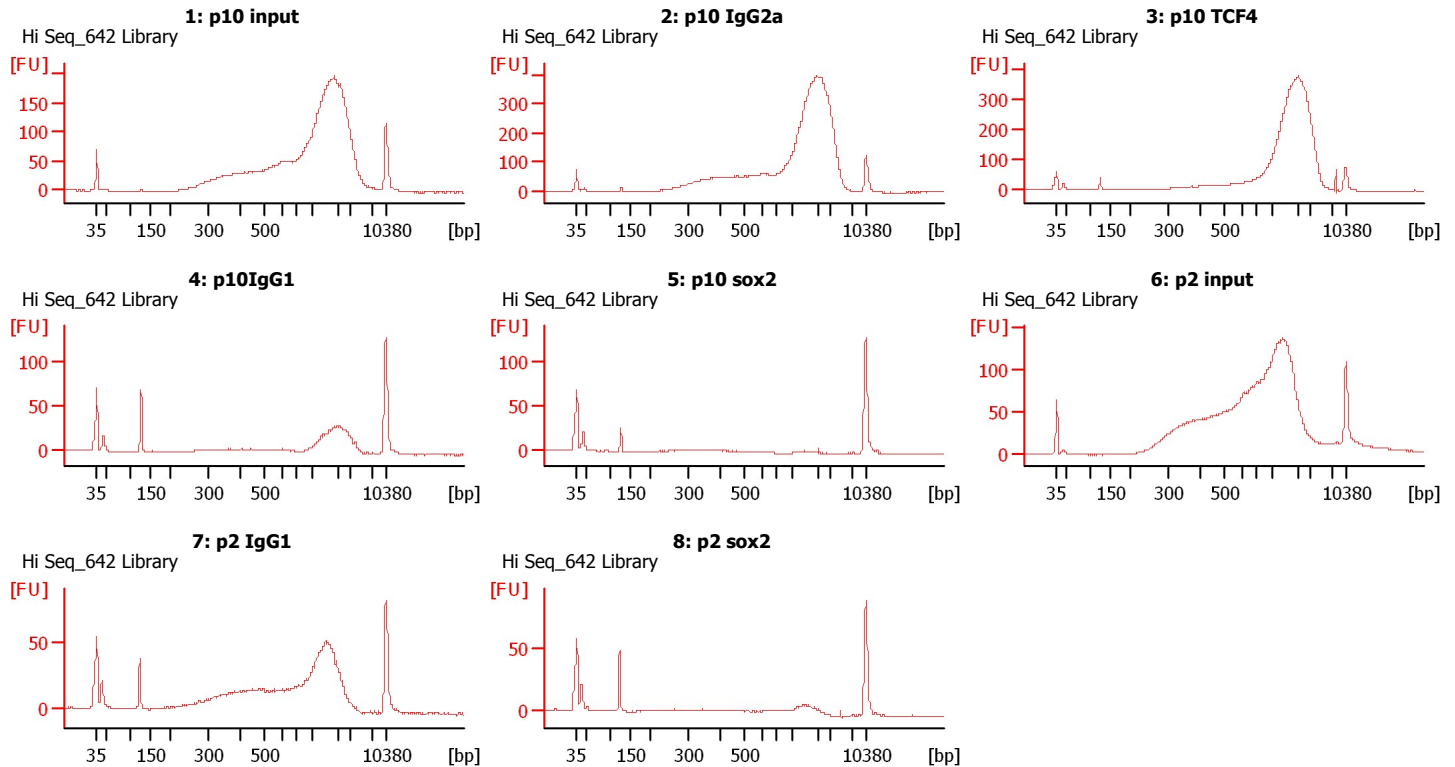 1: p10 input
Hi Seq_642 Library
[FU]
150
100
50
0
35 150 300 500 10380 [bp]
2: p10 IgG2a
Hi Seq_642 Library
[FU]
300
200
100
0
35 150 300 500 10380 [bp]
3: p10 TCF4
Hi Seq_642 Library
[FU]
300
200
100
0
35 150 300 500 10380 [bp]
4: p10IgG1
Hi Seq_642 Library
[FU]
100
50
0
35 150 300 500 10380 [bp]
5: p10 sox2
Hi Seq_642 Library
[FU]
100
50
0
35 150 300 500 10380 [bp]
6: p2 input
Hi Seq_642 Library
[FU]
100
50
0
35 150 300 500 10380 [bp]
7: p2 IgG1
Hi Seq_642 Library
[FU]
50
0
35 150 300 500 10380 [bp]
8: p2 sox2
Hi Seq_642 Library
[FU]
50
0
35 150 300 500 10380 [bp]